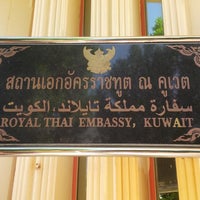 สถานเอกอัครราชทูต ณ คูเวต
سفارة مملكة تايلاند، الكويت
ROYAL THAI EMBASSY, KUWAIT